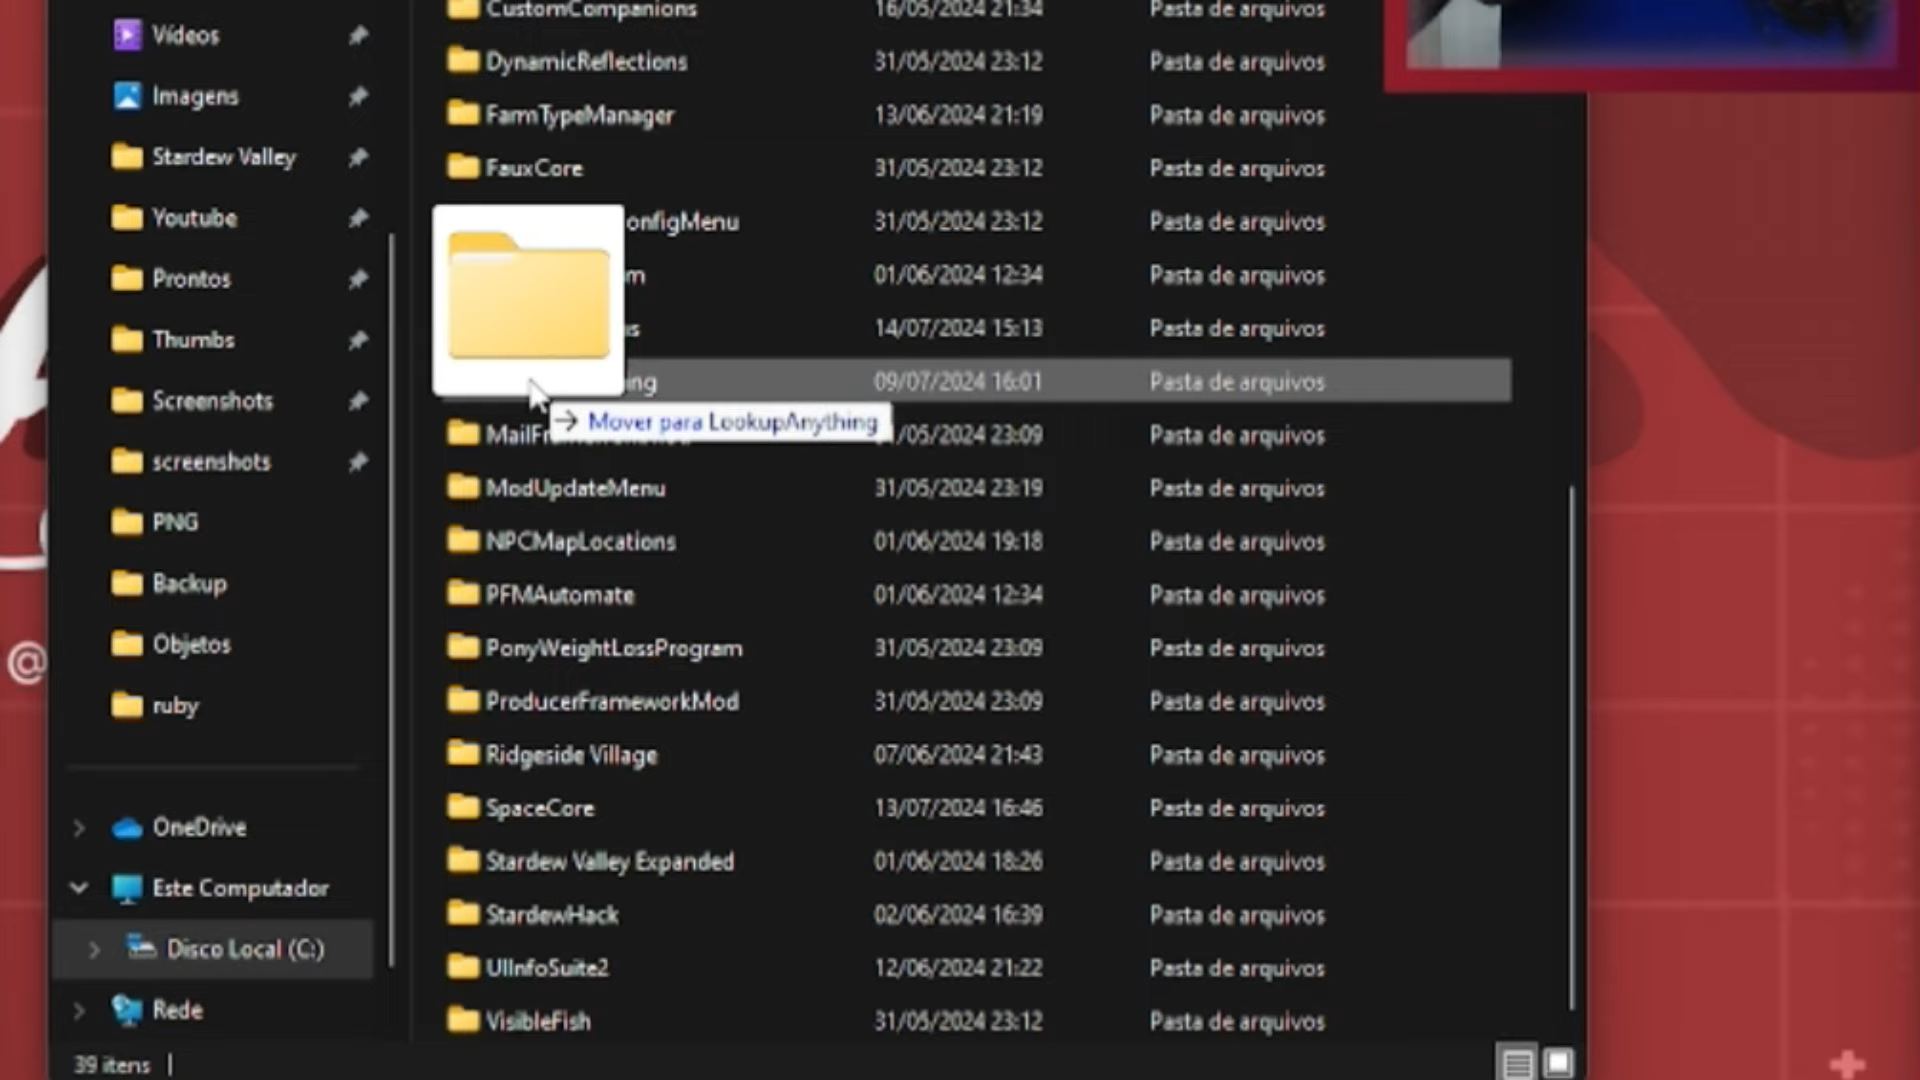 Vídeos
Imagens
Stardew Valley
Youtube
Prontos
Thumbs
Screenshots
screenshots
PNG
Backup
Objetos
ruby
OneDrive
Este Computador
Disco Local (C:)
Rede
39 itens
CustomCompanions 16/05/2024 21:34 Pasta de arquivos
DynamicReflections 31/05/2024 23:12 Pasta de arquivos
FarmTypeManager 13/06/2024 21:19 Pasta de arquivos
FauxCore 31/05/2024 23:12 Pasta de arquivos
onfigMenu 31/05/2024 23:12 Pasta de arquivos
m 01/06/2024 12:34 Pasta de arquivos
s 14/07/2024 15:13 Pasta de arquivos
ing 09/07/2024 16:01 Pasta de arquivos
→ Mover para LookupAnything
MailFr /05/2024 23:09 Pasta de arquivos
ModUpdateMenu 31/05/2024 23:19 Pasta de arquivos
NPCMapLocations 01/06/2024 19:18 Pasta de arquivos
PFMAutomate 01/06/2024 12:34 Pasta de arquivos
PonyWeightLossProgram 31/05/2024 23:09 Pasta de arquivos
ProducerFrameworkMod 31/05/2024 23:09 Pasta de arquivos
Ridgeside Village 07/06/2024 21:43 Pasta de arquivos
SpaceCore 13/07/2024 16:46 Pasta de arquivos
Stardew Valley Expanded 01/06/2024 18:26 Pasta de arquivos
StardewHack 02/06/2024 16:39 Pasta de arquivos
UIInfoSuite2 12/06/2024 21:22 Pasta de arquivos
VisibleFish 31/05/2024 23:12 Pasta de arquivos
@